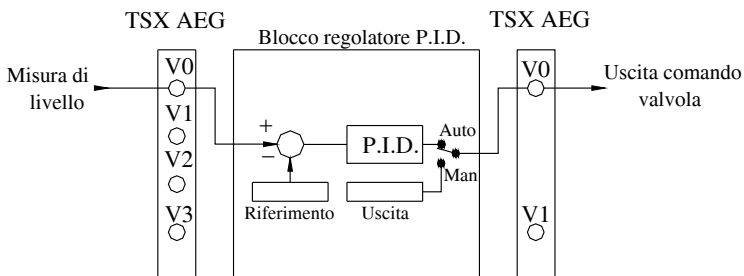 TSX AEG
Blocco regolatore P.I.D.
TSX AEG
Misura di
livello
V0
V1
V2
V3
+
−
P.I.D.
Auto
Man
Riferimento
Uscita
V0
V1
Uscita comando
valvola